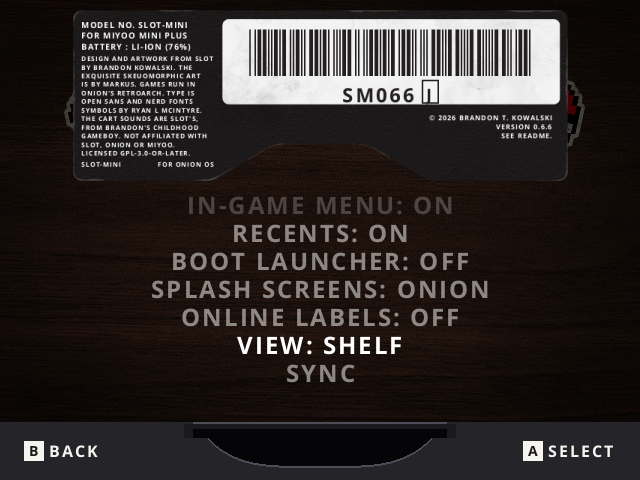 MODEL NO. SLOT-MINI
FOR MIYOO MINI PLUS
BATTERY : LI-ION (76%)
DESIGN AND ARTWORK FROM SLOT
BY BRANDON KOWALSKI. THE
EXQUISITE SKEUOMORPHIC ART
IS BY MARKUS. GAMES RUN IN
ONION'S RETROARCH. TYPE IS
OPEN SANS AND NERD FONTS
SYMBOLS BY RYAN L MCINTYRE.
THE CART SOUNDS ARE SLOT'S,
FROM BRANDON'S CHILDHOOD
GAMEBOY. NOT AFFILIATED WITH
SLOT, ONION OR MIYOO.
LICENSED GPL-3.0-OR-LATER.
SLOT-MINI FOR ONION OS
SM066 J
© 2026 BRANDON T. KOWALSKI
VERSION 0.6.6
SEE README.
IN-GAME MENU: ON
RECENTS: ON
BOOT LAUNCHER: OFF
SPLASH SCREENS: ONION
ONLINE LABELS: OFF
VIEW: SHELF
SYNC
B BACK
A SELECT